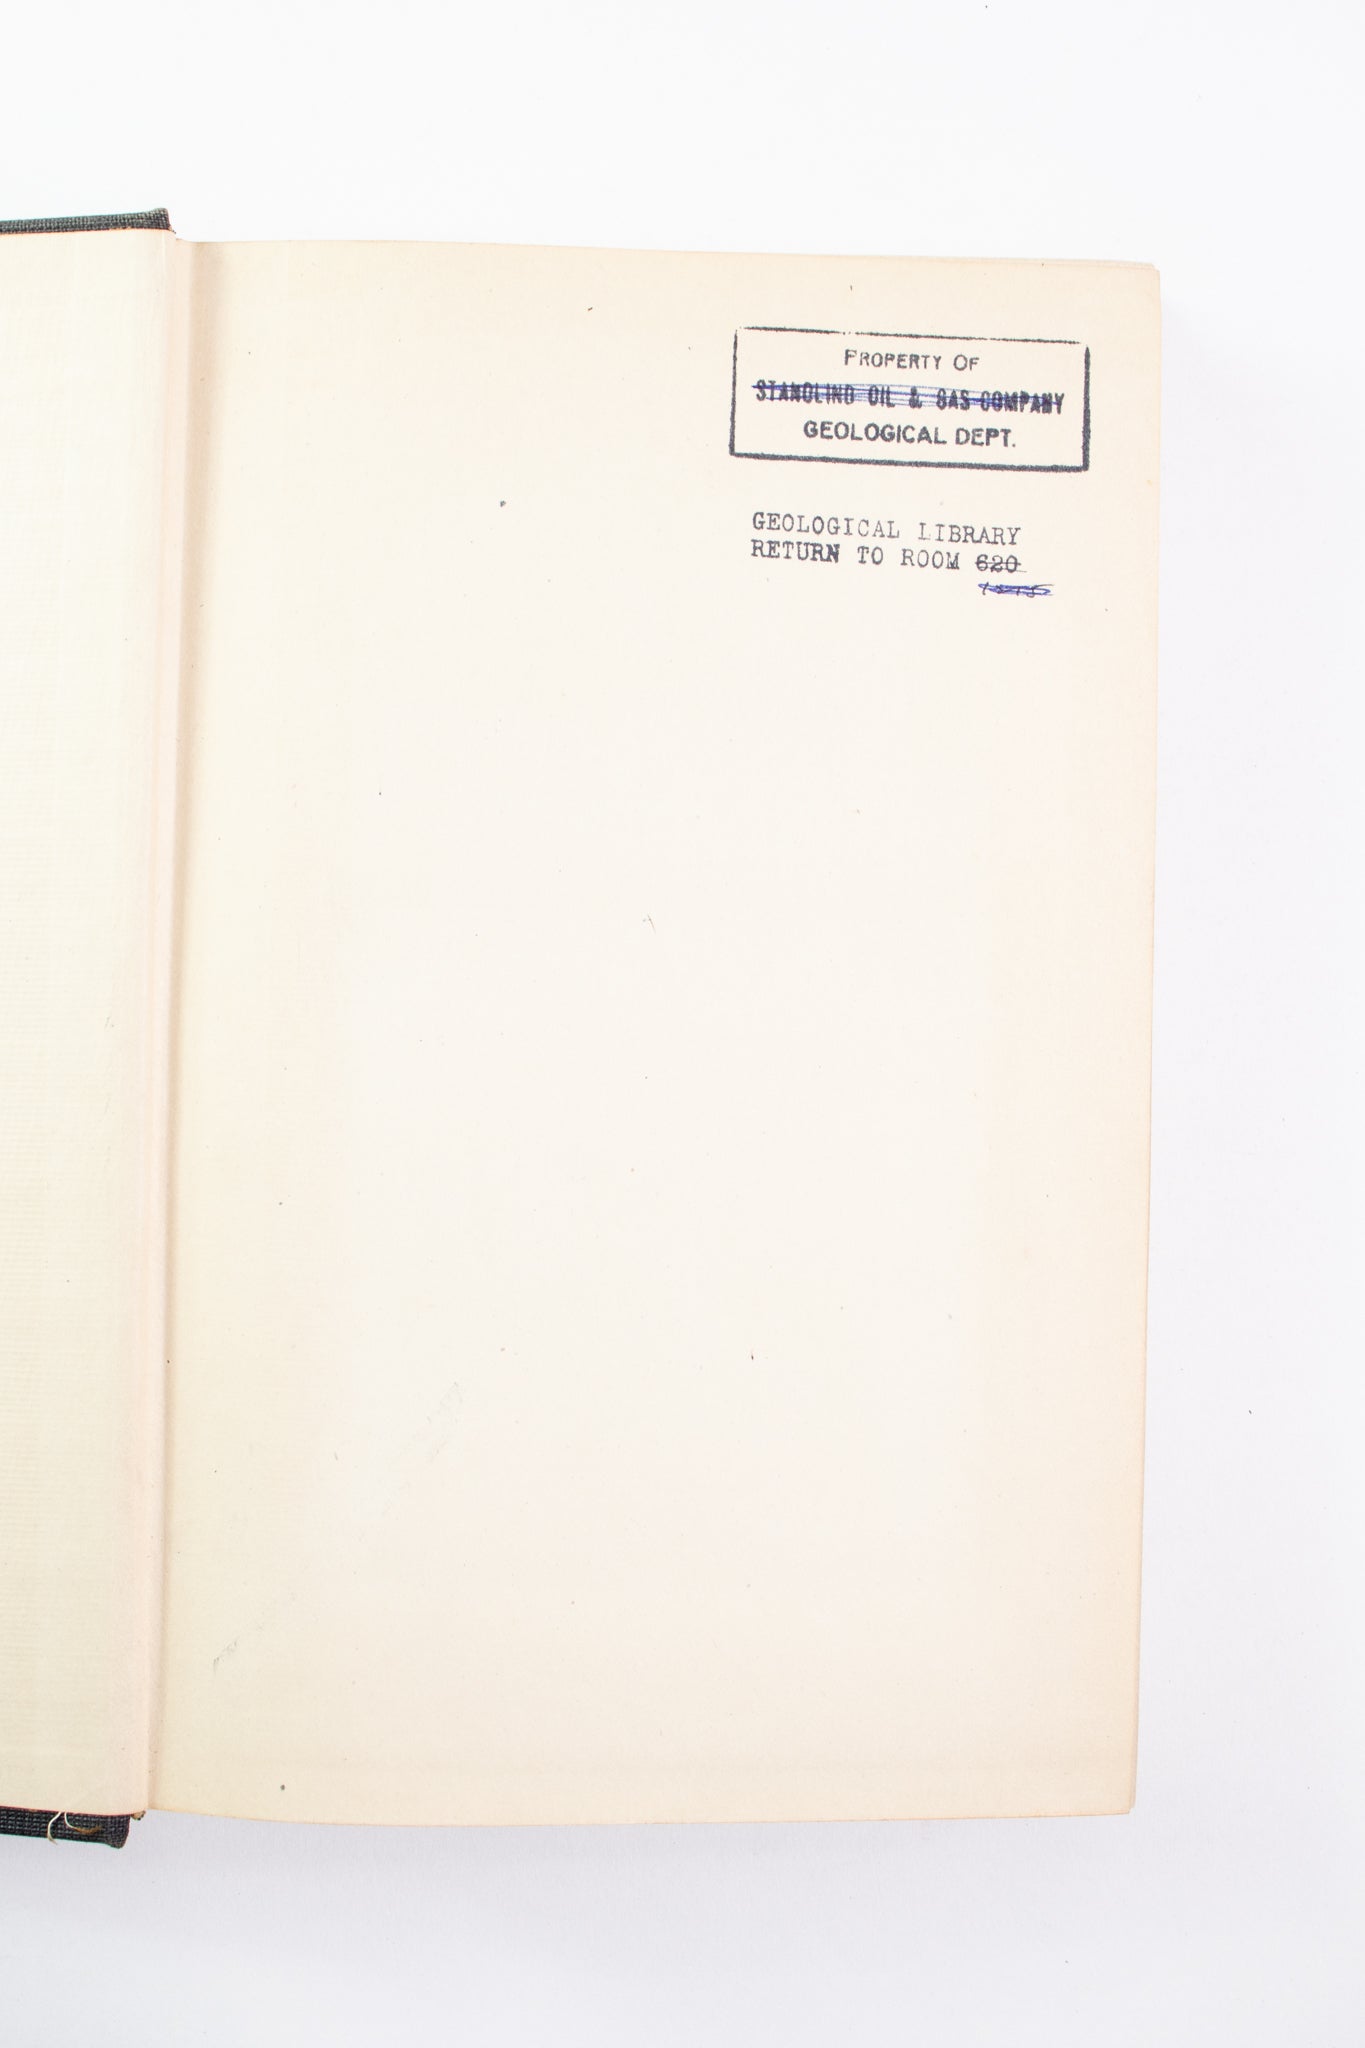 PROPERTY OF
STANOLIND OIL & GAS COMPANY
GEOLOGICAL DEPT.
GEOLOGICAL LIBRARY
RETURN TO ROOM 620